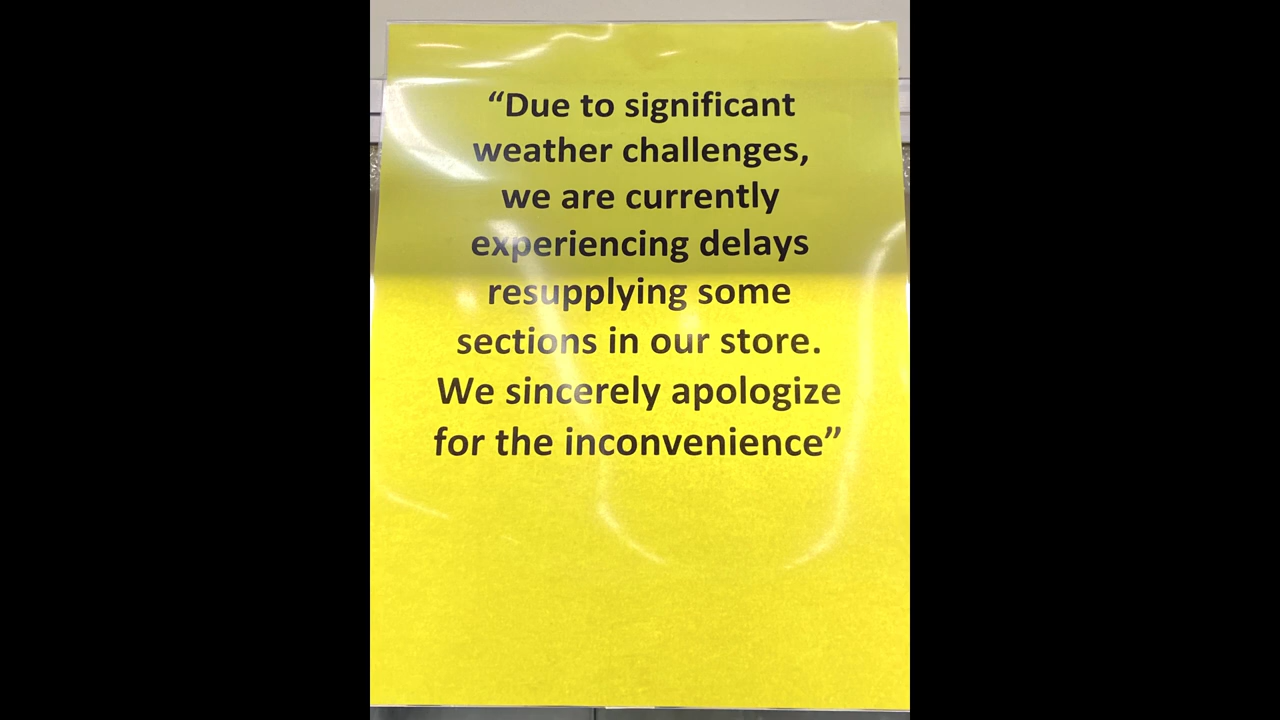 “Due to significant
weather challenges,
we are currently
experiencing delays
resupplying some
sections in our store.
We sincerely apologize
for the inconvenience”